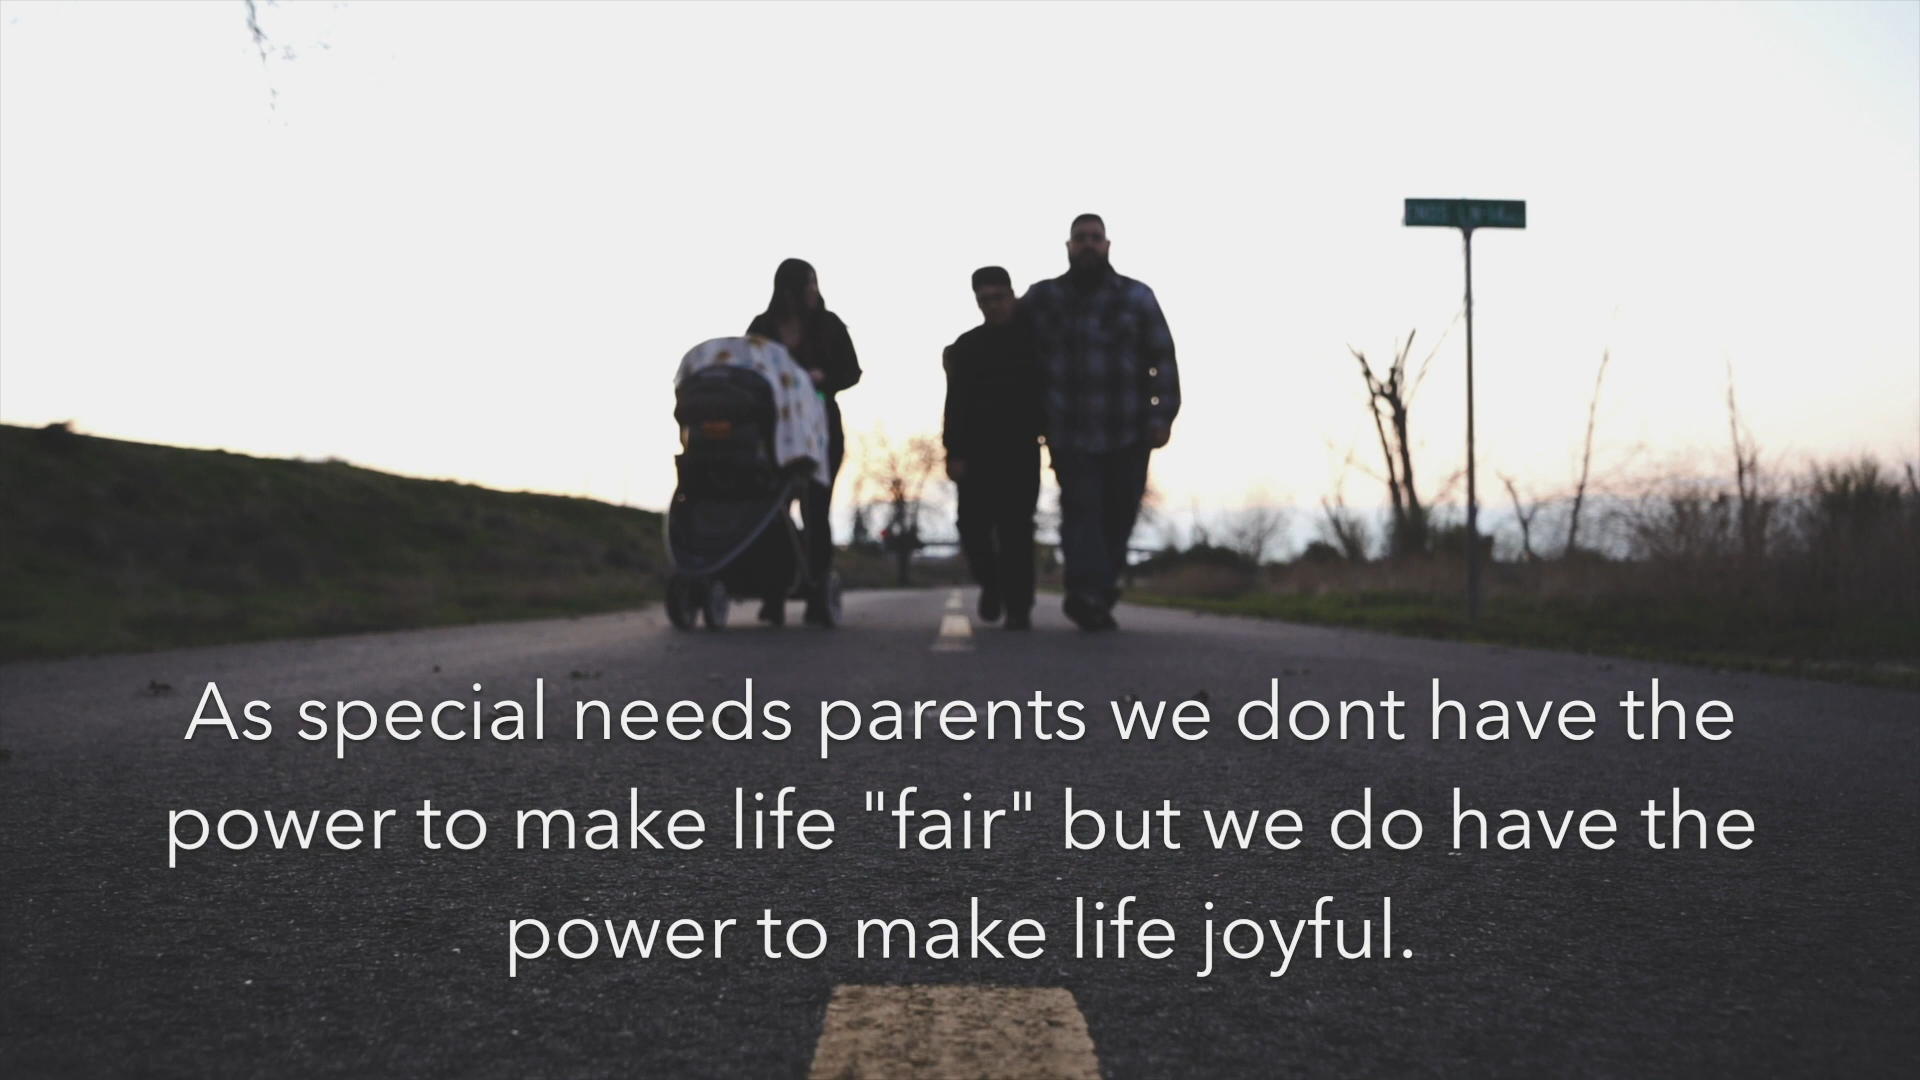 As special needs parents we dont have the
power to make life "fair" but we do have the
power to make life joyful.